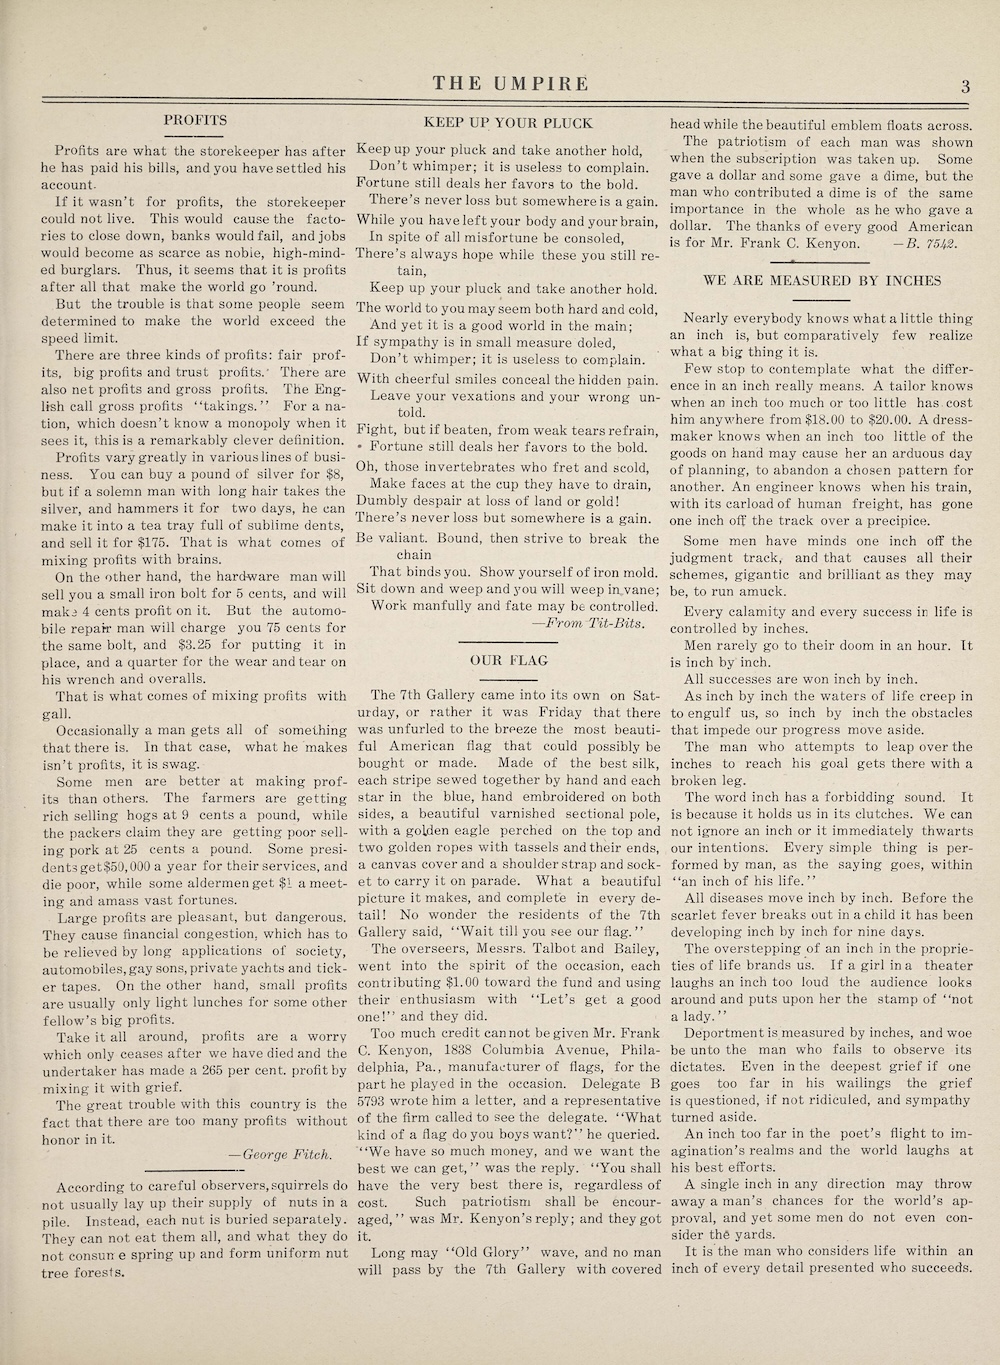 THE UMPIRE
3
PROFITS
Profits are what the storekeeper has after
he has paid his bills, and you have settled his
account.
If it wasn't for profits, the storekeeper
could not live. This would cause the facto-
ries to close down, banks would fail, and jobs
would become as scarce as noble, high-mind-
ed burglars. Thus, it seems that it is profits
after all that make the world go 'round.
But the trouble is that some people seem
determined to make the world exceed the
speed limit.
There are three kinds of profits: fair prof-
its, big profits and trust profits. There are
also net profits and gross profits. The Eng-
lish call gross profits "takings." For a na-
tion, which doesn't know a monopoly when it
sees it, this is a remarkably clever definition.
Profits vary greatly in various lines of busi-
ness. You can buy a pound of silver for $8,
but if a solemn man with long hair takes the
silver, and hammers it for two days, he can
make it into a tea tray full of sublime dents,
and sell it for $175. That is what comes of
mixing profits with brains.
On the other hand, the hardware man will
sell you a small iron bolt for 5 cents, and will
make 4 cents profit on it. But the automo-
bile repair man will charge you 75 cents for
the same bolt, and $3.25 for putting it in
place, and a quarter for the wear and tear on
his wrench and overalls.
That is what comes of mixing profits with
gall.
Occasionally a man gets all of something
that there is. In that case, what he makes
isn't profits, it is swag.
Some men are better at making prof-
its than others. The farmers are getting
rich selling hogs at 9 cents a pound, while
the packers claim they are getting poor sell-
ing pork at 25 cents a pound. Some presi-
dents get $50,000 a year for their services, and
die poor, while some aldermen get $1 a meet-
ing and amass vast fortunes.
Large profits are pleasant, but dangerous.
They cause financial congestion, which has to
be relieved by long applications of society,
automobiles, gay sons, private yachts and tick-
er tapes. On the other hand, small profits
are usually only light lunches for some other
fellow's big profits.
Take it all around, profits are a worry
which only ceases after we have died and the
undertaker has made a 265 per cent. profit by
mixing it with grief.
The great trouble with this country is the
fact that there are too many profits without
honor in it.
—George Fitch.
According to careful observers, squirrels do
not usually lay up their supply of nuts in a
pile. Instead, each nut is buried separately.
They can not eat them all, and what they do
not consum e spring up and form uniform nut
tree forests.
KEEP UP YOUR PLUCK
Keep up your pluck and take another hold,
Don't whimper; it is useless to complain.
Fortune still deals her favors to the bold.
There's never loss but somewhere is a gain.
While you have left your body and your brain,
In spite of all misfortune be consoled,
There's always hope while these you still re-
tain,
Keep up your pluck and take another hold.
The world to you may seem both hard and cold,
And yet it is a good world in the main;
If sympathy is in small measure doled,
Don't whimper; it is useless to complain.
With cheerful smiles conceal the hidden pain.
Leave your vexations and your wrong un-
told.
Fight, but if beaten, from weak tears refrain,
Fortune still deals her favors to the bold.
Oh, those invertebrates who fret and scold,
Make faces at the cup they have to drain,
Dumbly despair at loss of land or gold!
There's never loss but somewhere is a gain.
Be valiant. Bound, then strive to break the
chain
That binds you. Show yourself of iron mold.
Sit down and weep and you will weep in vane;
Work manfully and fate may be controlled.
—From Tit-Bits.
OUR FLAG
The 7th Gallery came into its own on Sat-
urday, or rather it was Friday that there
was unfurled to the breeze the most beauti-
ful American flag that could possibly be
bought or made. Made of the best silk,
each stripe sewed together by hand and each
star in the blue, hand embroidered on both
sides, a beautiful varnished sectional pole,
with a golden eagle perched on the top and
two golden ropes with tassels and their ends,
a canvas cover and a shoulder strap and sock-
et to carry it on parade. What a beautiful
picture it makes, and complete in every de-
tail! No wonder the residents of the 7th
Gallery said, "Wait till you see our flag."
The overseers, Messrs. Talbot and Bailey,
went into the spirit of the occasion, each
contributing $1.00 toward the fund and using
their enthusiasm with "Let's get a good
one!" and they did.
Too much credit can not be given Mr. Frank
C. Kenyon, 1838 Columbia Avenue, Phila-
delphia, Pa., manufacturer of flags, for the
part he played in the occasion. Delegate B
5793 wrote him a letter, and a representative
of the firm called to see the delegate. "What
kind of a flag do you boys want?" he queried.
"We have so much money, and we want the
best we can get," was the reply. "You shall
have the very best there is, regardless of
cost. Such patriotism shall be encour-
aged," was Mr. Kenyon's reply; and they got
it.
Long may "Old Glory" wave, and no man
will pass by the 7th Gallery with covered
head while the beautiful emblem floats across.
The patriotism of each man was shown
when the subscription was taken up. Some
gave a dollar and some gave a dime, but the
man who contributed a dime is of the same
importance in the whole as he who gave a
dollar. The thanks of every good American
is for Mr. Frank C. Kenyon. —B. 7542.
WE ARE MEASURED BY INCHES
Nearly everybody knows what a little thing
an inch is, but comparatively few realize
what a big thing it is.
Few stop to contemplate what the differ-
ence in an inch really means. A tailor knows
when an inch too much or too little has cost
him anywhere from $18.00 to $20.00. A dress-
maker knows when an inch too little of the
goods on hand may cause her an arduous day
of planning, to abandon a chosen pattern for
another. An engineer knows when his train,
with its carload of human freight, has gone
one inch off the track over a precipice.
Some men have minds one inch off the
judgment track, and that causes all their
schemes, gigantic and brilliant as they may
be, to run amuck.
Every calamity and every success in life is
controlled by inches.
Men rarely go to their doom in an hour. It
is inch by inch.
All successes are won inch by inch.
As inch by inch the waters of life creep in
to engulf us, so inch by inch the obstacles
that impede our progress move aside.
The man who attempts to leap over the
inches to reach his goal gets there with a
broken leg.
The word inch has a forbidding sound. It
is because it holds us in its clutches. We can
not ignore an inch or it immediately thwarts
our intentions. Every simple thing is per-
formed by man, as the saying goes, within
"an inch of his life."
All diseases move inch by inch. Before the
scarlet fever breaks out in a child it has been
developing inch by inch for nine days.
The overstepping of an inch in the proprie-
ties of life brands us. If a girl in a theater
laughs an inch too loud the audience looks
around and puts upon her the stamp of "not
a lady."
Deportment is measured by inches, and woe
be unto the man who fails to observe its
dictates. Even in the deepest grief if one
goes too far in his wailings the grief
is questioned, if not ridiculed, and sympathy
turned aside.
An inch too far in the poet's flight to im-
agination's realms and the world laughs at
his best efforts.
A single inch in any direction may throw
away a man's chances for the world's ap-
proval, and yet some men do not even con-
sider the yards.
It is the man who considers life within an
inch of every detail presented who succeeds.